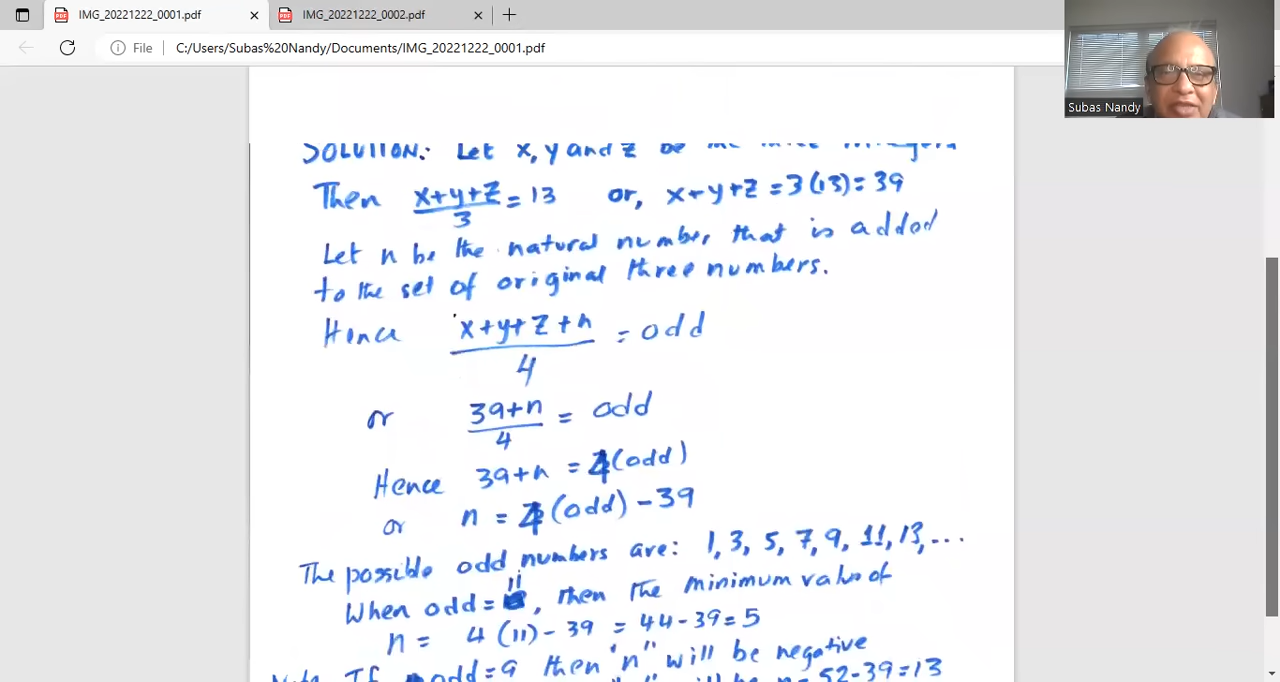 IMG_20221222_0001.pdf
IMG_20221222_0002.pdf
File
C:/Users/Subas%20Nandy/Documents/IMG_20221222_0001.pdf
Subas Nandy
SOLUTION: Let x, y and z be
Then x+y+z/3 = 13 or, x+y+z = 3(13) = 39
Let n be the natural number that is added
to the set of original three numbers.
Hence x+y+z+n/4 = odd
or 39+n/4 = odd
Hence 39+n = 4(odd)
or n = 4(odd) - 39
The possible odd numbers are: 1, 3, 5, 7, 9, 11, 13, ...
When odd = 11, then the minimum value of
n = 4(11) - 39 = 44 - 39 = 5
If odd = 9 then "n" will be negative
52-39=13